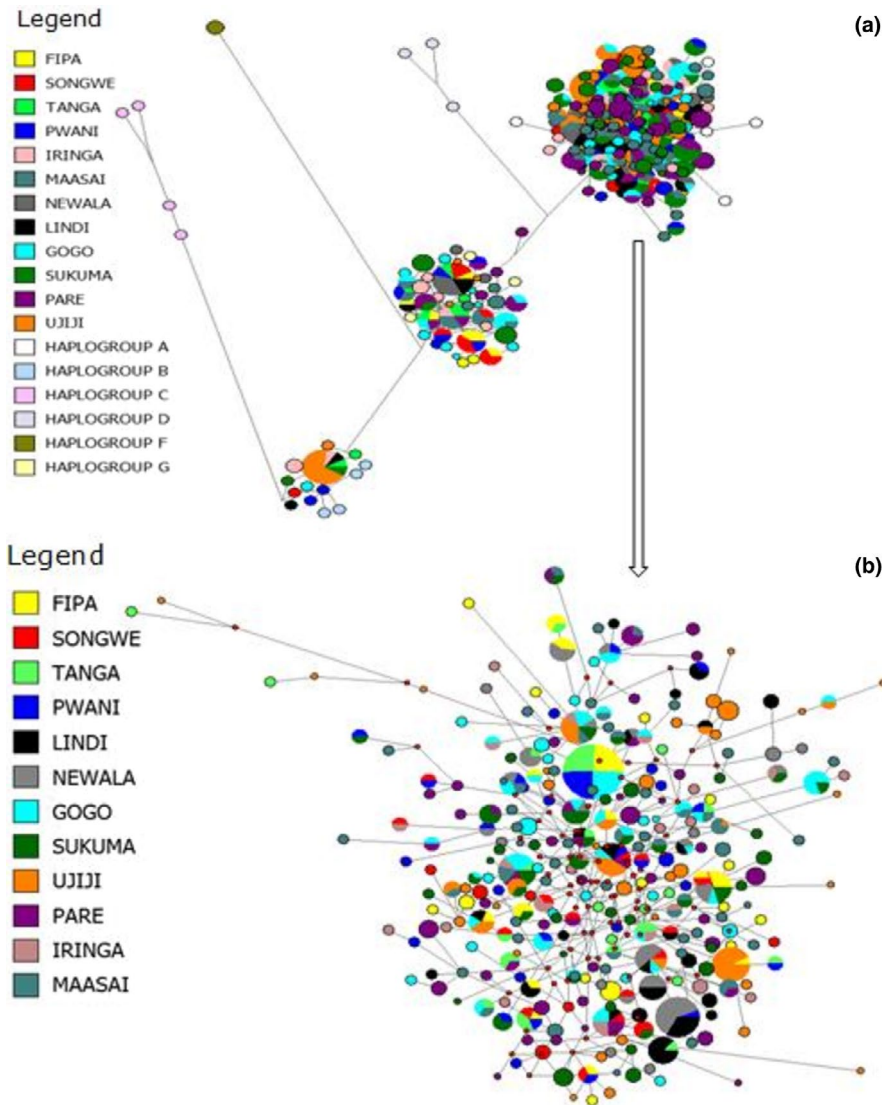 Legend
(a)
FIPA
SONGWE
TANGA
PWANI
IRINGA
MAASAI
NEWALA
LINDI
GOGO
SUKUMA
PARE
UJIJI
HAPLOGROUP A
HAPLOGROUP B
HAPLOGROUP C
HAPLOGROUP D
HAPLOGROUP F
HAPLOGROUP G
Legend
(b)
FIPA
SONGWE
TANGA
PWANI
LINDI
NEWALA
GOGO
SUKUMA
UJIJI
PARE
IRINGA
MAASAI